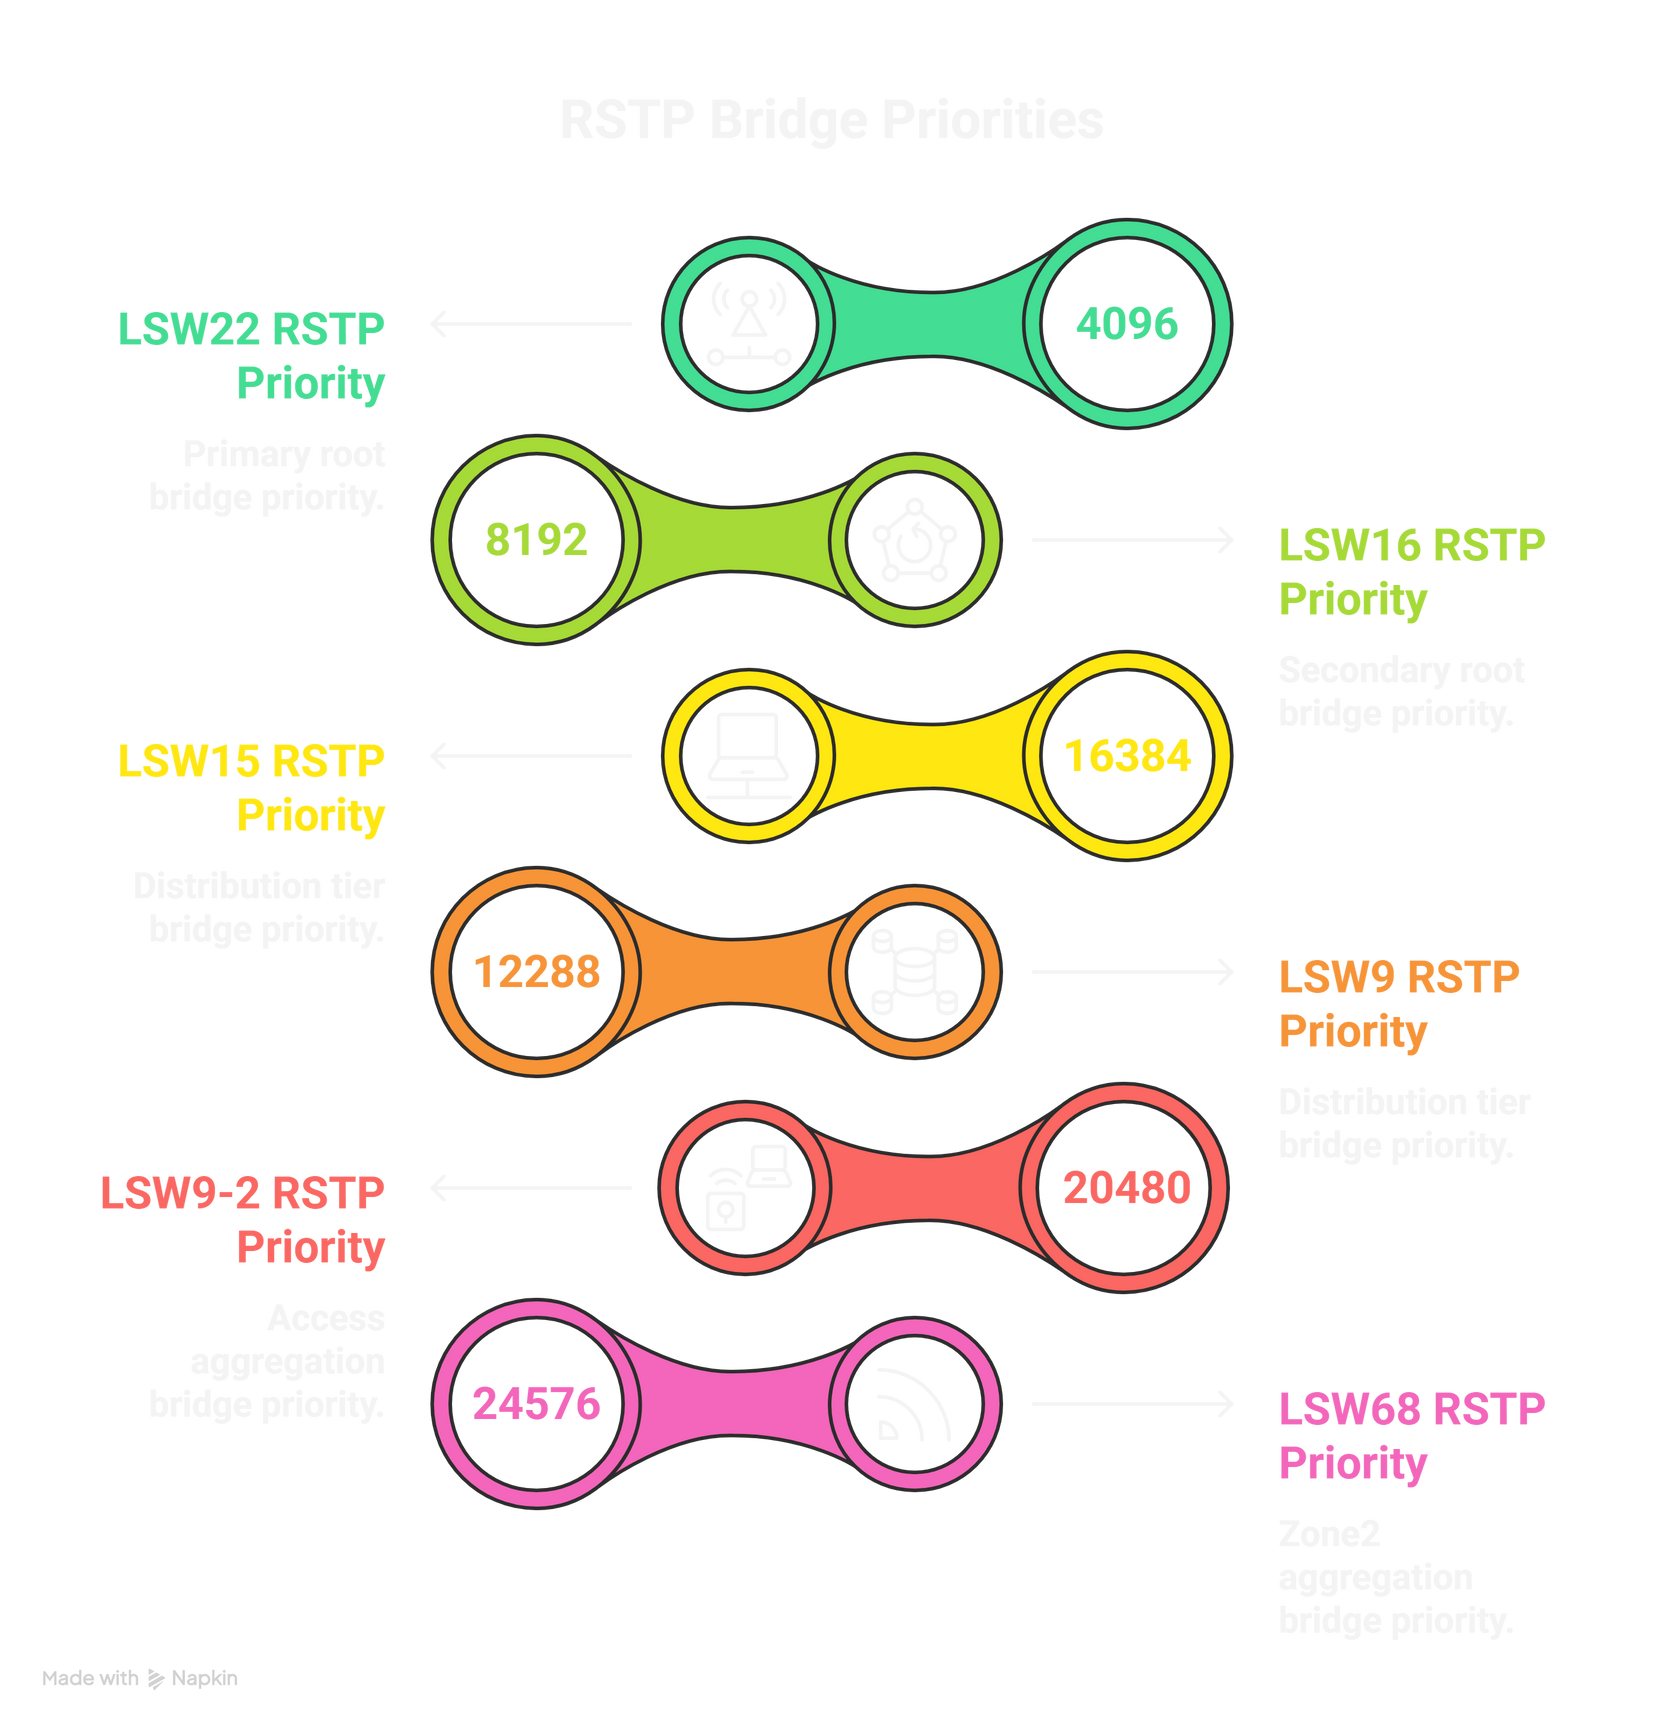 RSTP Bridge Priorities
LSW22 RSTP
Priority
Primary root
bridge priority.
4096
8192
LSW16 RSTP
Priority
Secondary root
bridge priority.
LSW15 RSTP
Priority
Distribution tier
bridge priority.
16384
12288
LSW9 RSTP
Priority
Distribution tier
bridge priority.
LSW9-2 RSTP
Priority
Access
aggregation
bridge priority.
20480
24576
LSW68 RSTP
Priority
Zone2
aggregation
bridge priority.
Made with Napkin